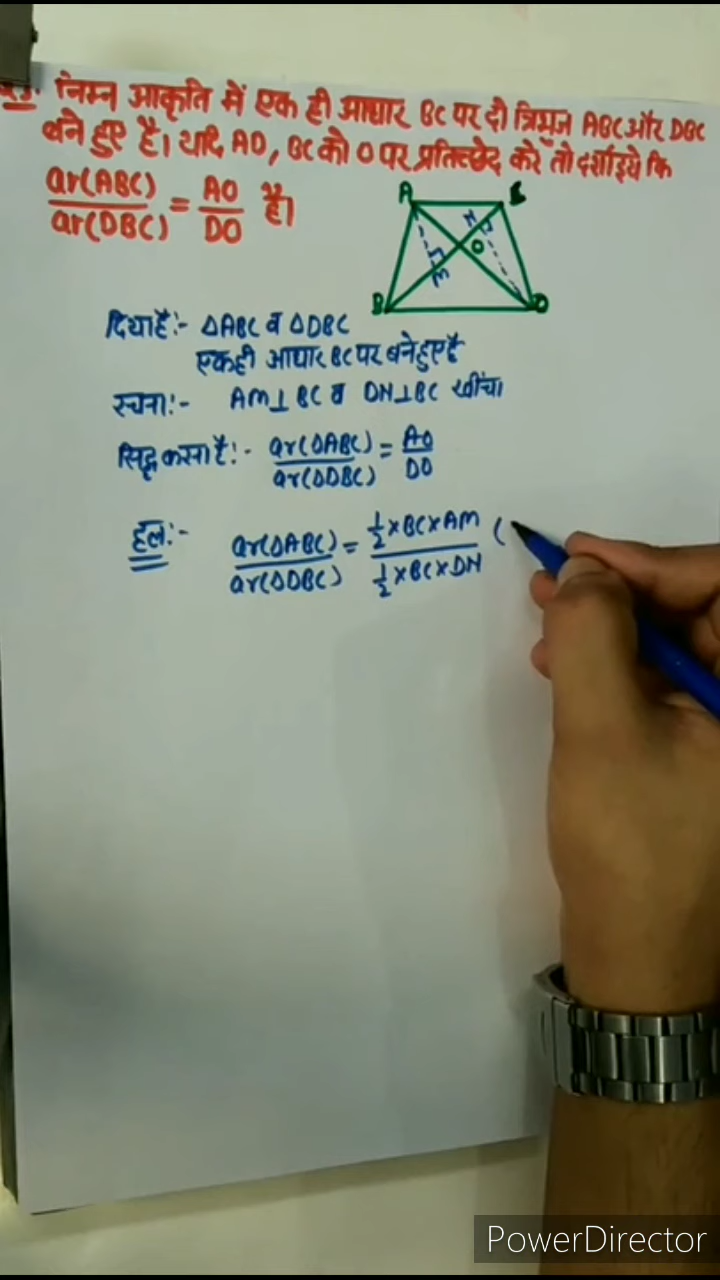 निम्न आकृति में एक ही आधार BC पर दो त्रिभुज ABC और DBC
बने हुए है। यदि AD, BC को O पर प्रतिच्छेद करे तो दर्शाइये कि
ar(ABC)/ar(DBC) = AO/DO है।
A
N
O
M
B
D
दिया है:- △ABC व △DBC
एक ही आधार BC पर बने हुए है
रचना:- AM⊥BC व DN⊥BC खींचा
सिद्ध करना है:- ar(△ABC)/ar(△DBC) = AO/DO
हल:- ar(△ABC)/ar(△DBC) = ½×BC×AM/½×BC×DN (
PowerDirector